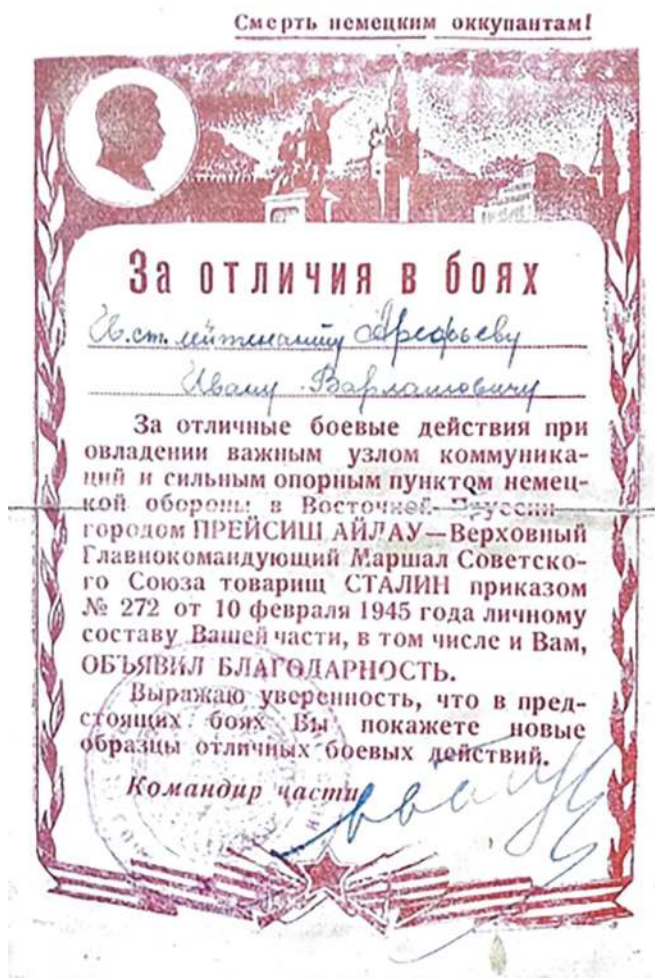 Смерть немецким оккупантам!
За отличия в боях
лейтенанту Арефьеву
Ивану Варламовичу
За отличные боевые действия при
овладении важным узлом коммуника-
ций и сильным опорным пунктом немец-
кой обороны в Восточной Пруссии
городом ПРЕЙСИШ АЙЛАУ—Верховный
Главнокомандующий Маршал Советско-
го Союза товарищ СТАЛИН приказом
№ 272 от 10 февраля 1945 года личному
составу Вашей части, в том числе и Вам,
ОБЪЯВИЛ БЛАГОДАРНОСТЬ.
Выражаю уверенность, что в пред-
стоящих боях Вы покажете новые
образцы отличных боевых действий.
Командир части